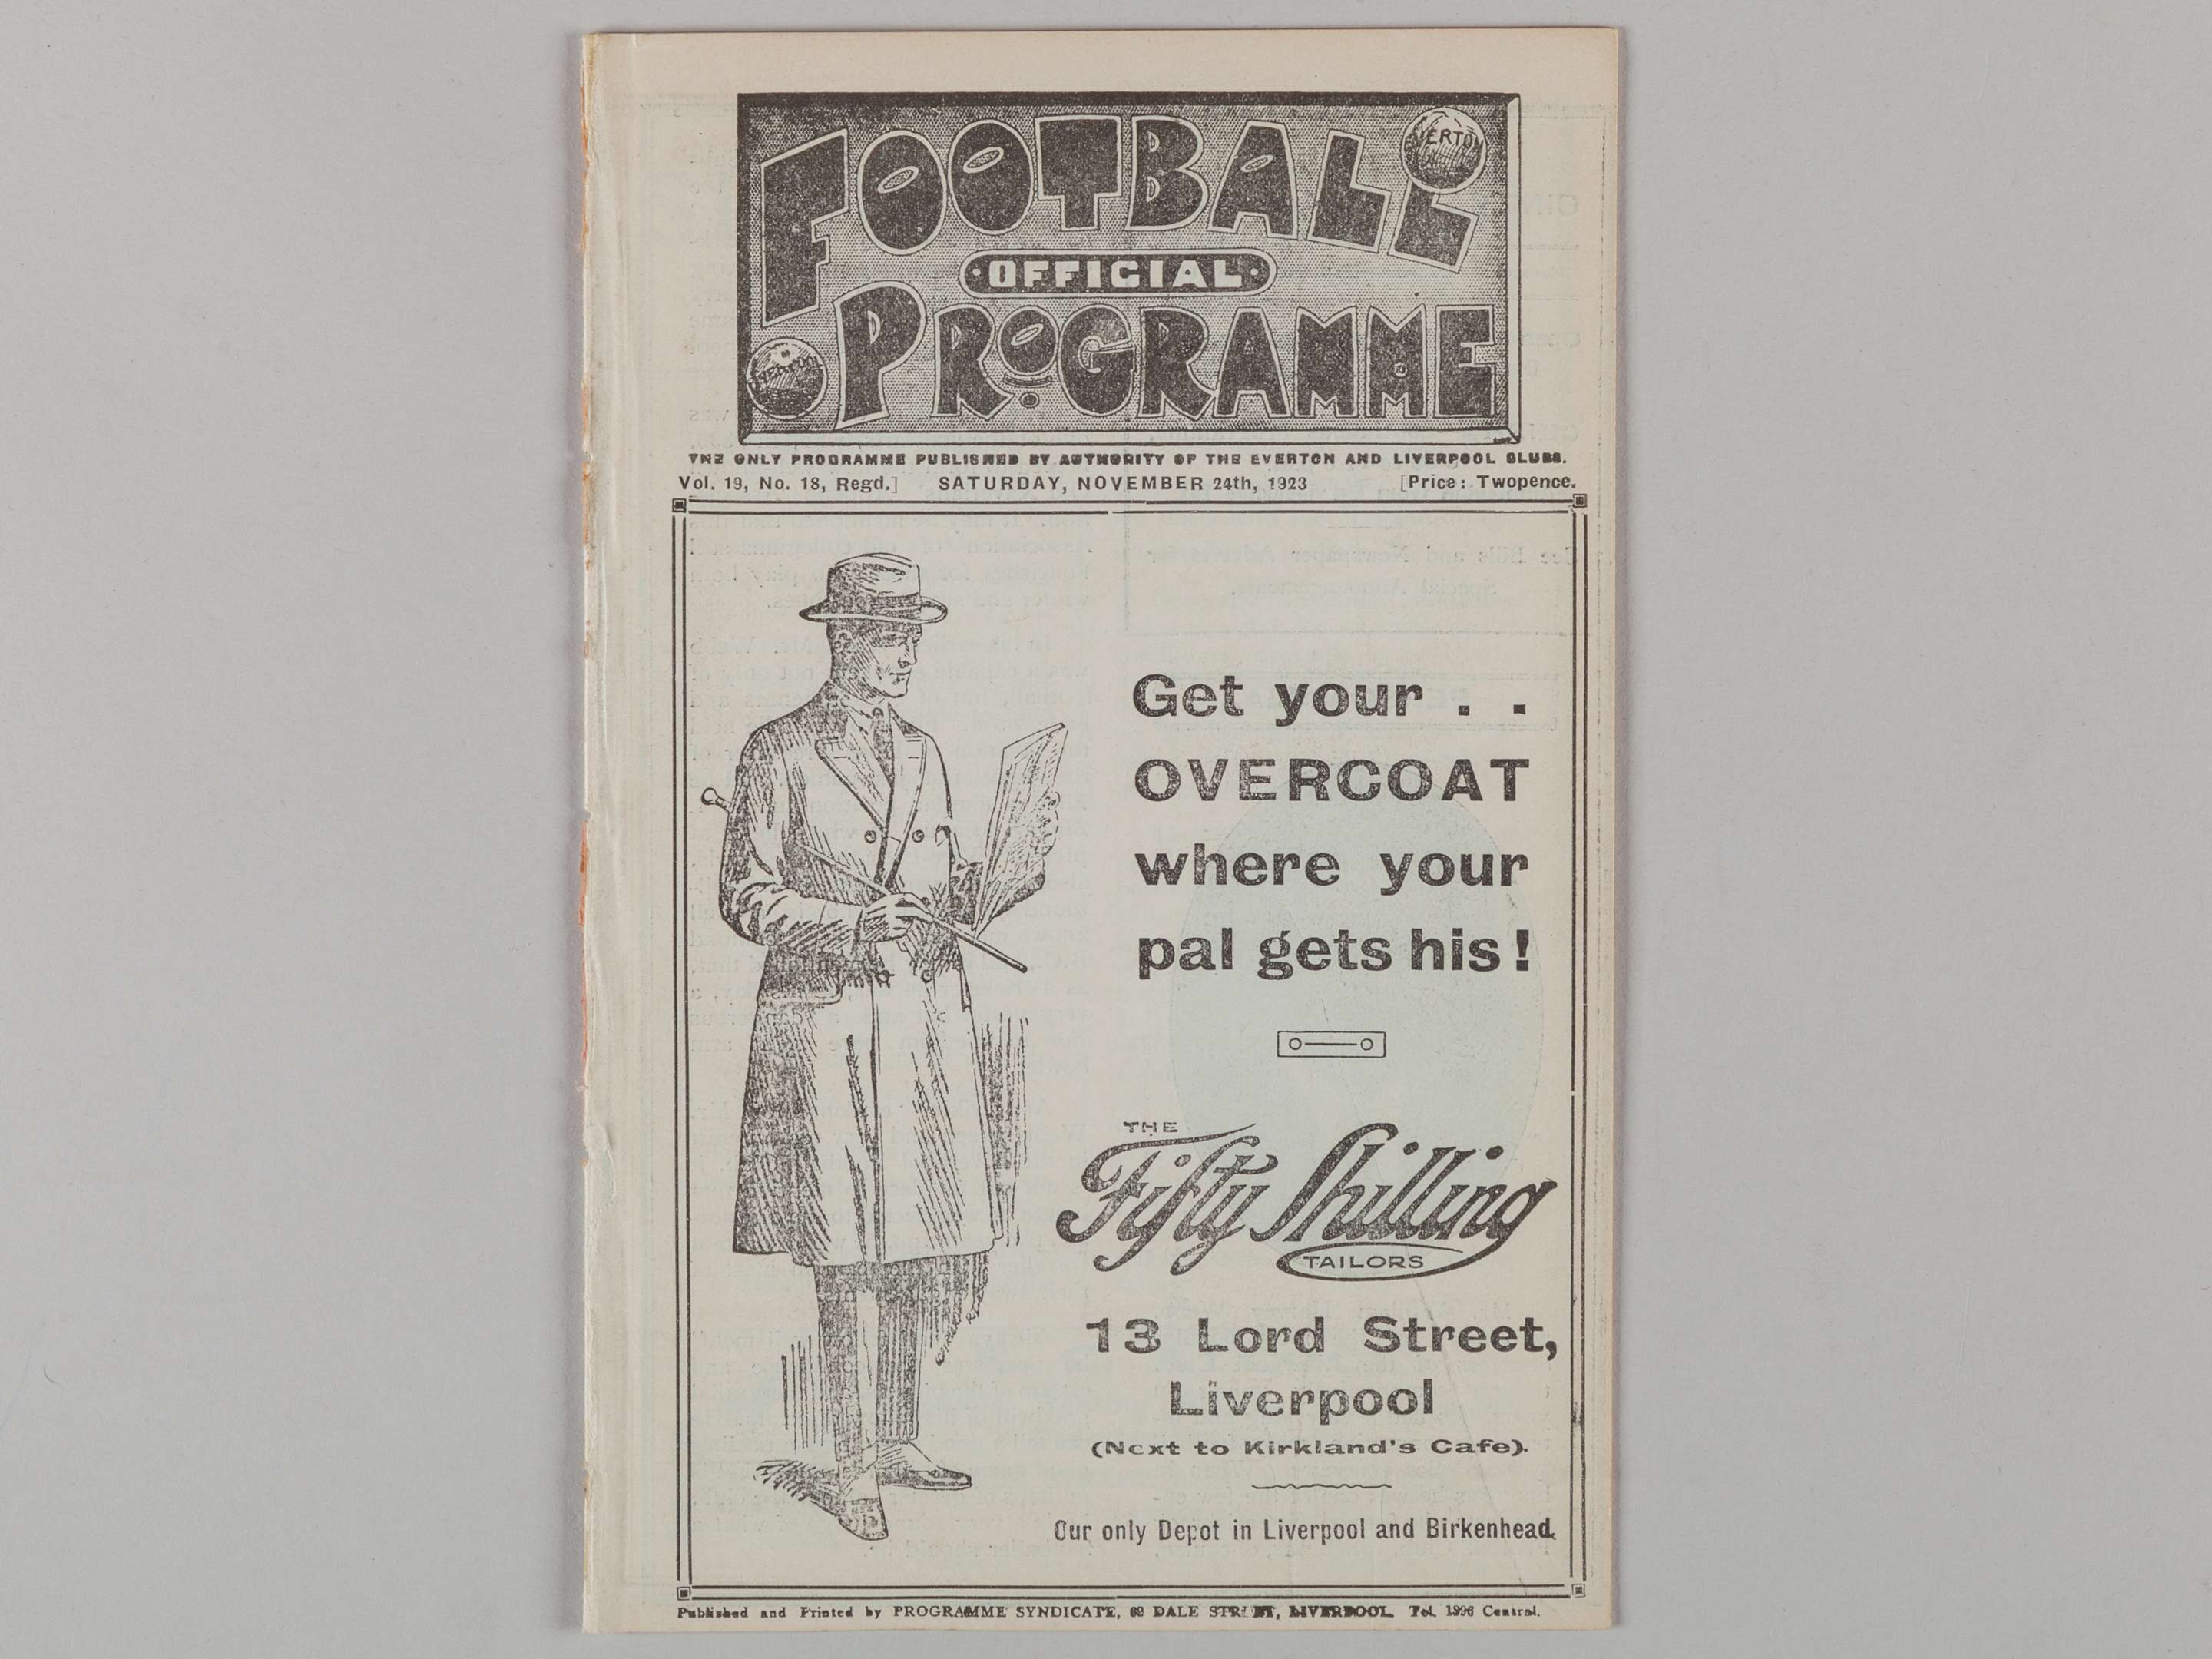 FOOTBALL
VERTON
OFFICIAL
PROGRAMME
THE ONLY PROGRAMME PUBLISHED BY AUTHORITY OF THE EVERTON AND LIVERPOOL CLUBS.
Vol. 19, No. 18, Regd.] SATURDAY, NOVEMBER 24th, 1923 [Price: Twopence.
Get your . .
OVERCOAT
where your
pal gets his!
THE
Fifty Shilling
TAILORS
13 Lord Street,
Liverpool
(Next to Kirkland's Cafe).
Our only Depot in Liverpool and Birkenhead.
Published and Printed by PROGRAMME SYNDICATE, 69 DALE STREET, LIVERPOOL. Tel. 1996 Central.